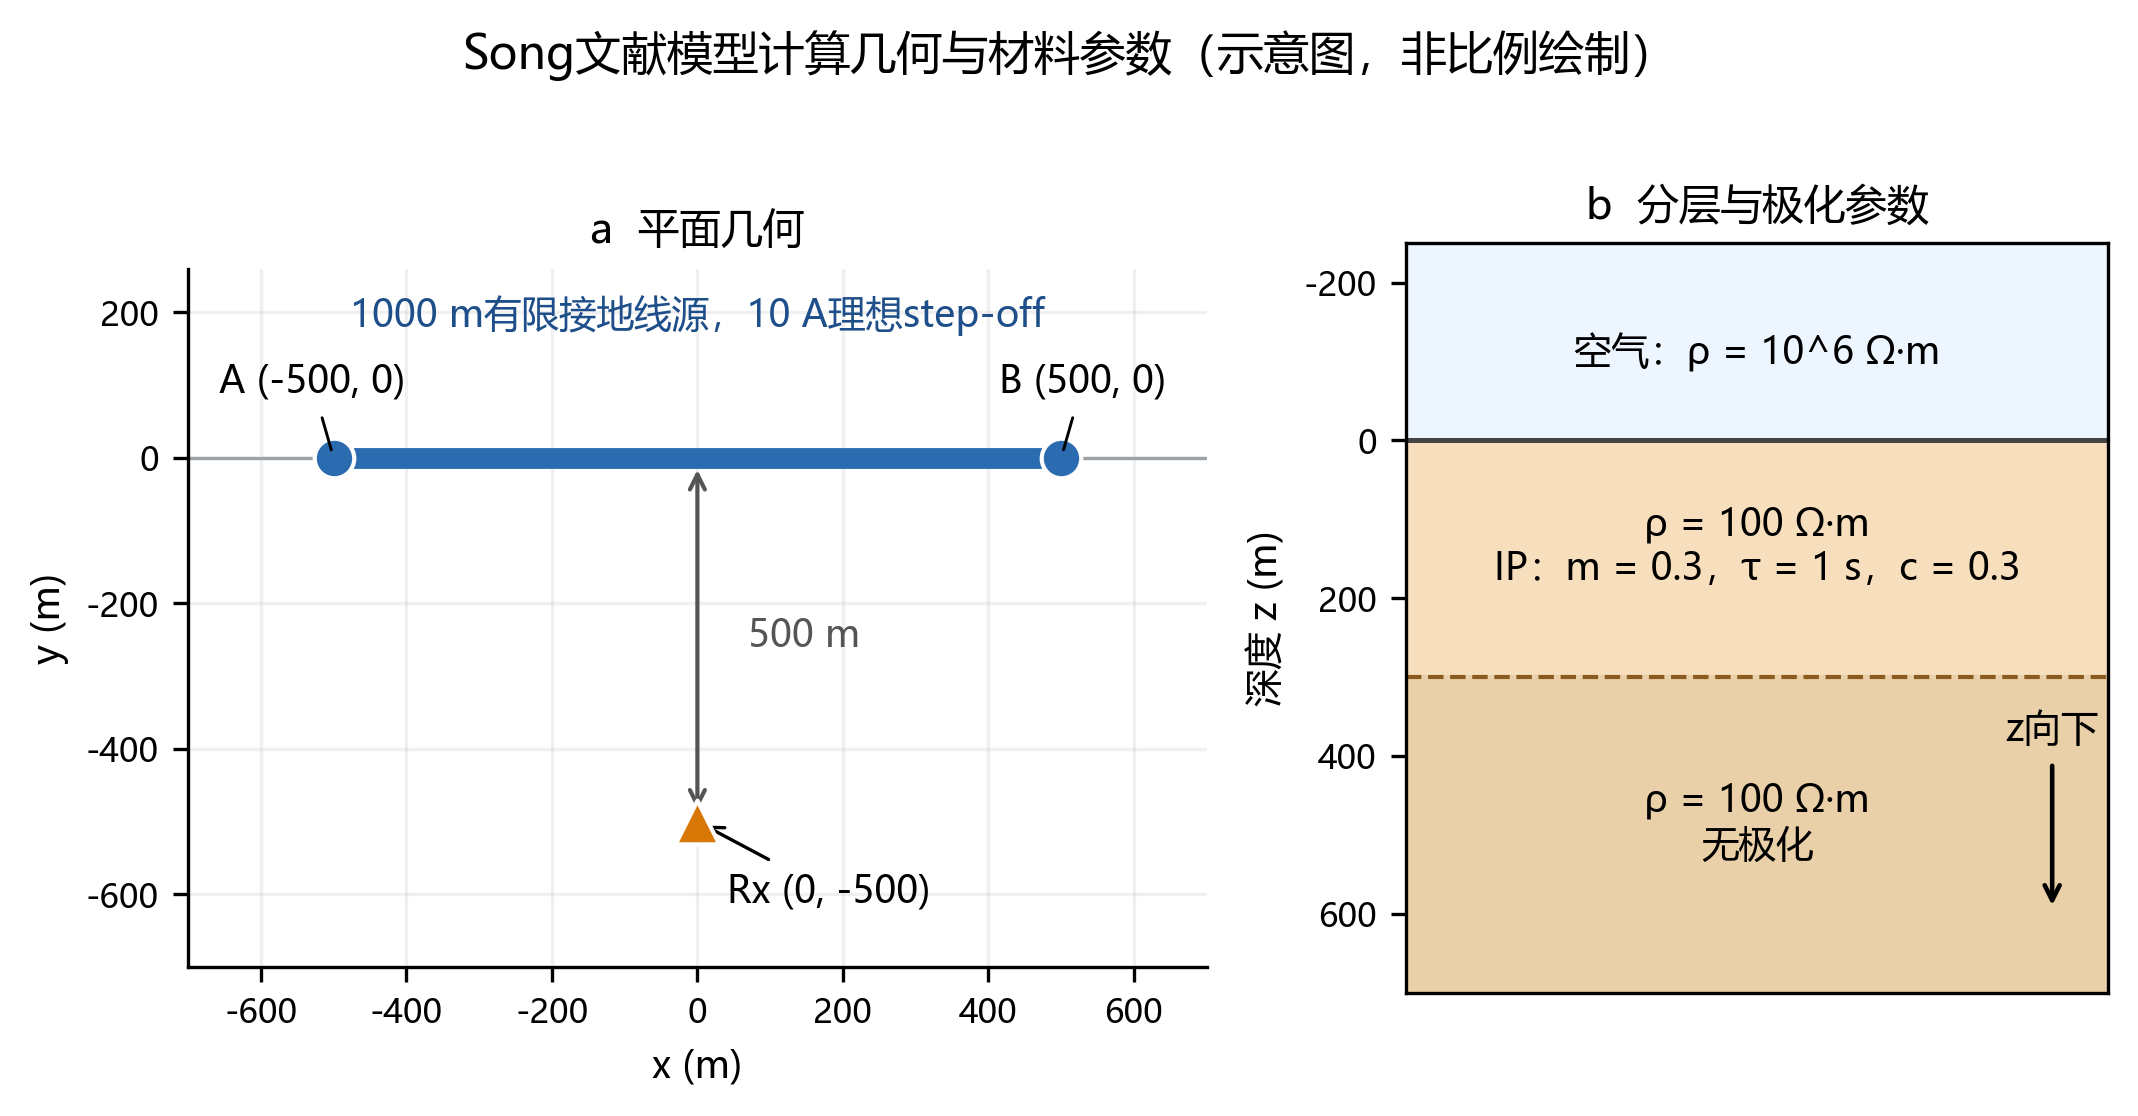 Song文献模型计算几何与材料参数（示意图，非比例绘制）
a 平面几何
1000 m有限接地线源，10 A理想step-off
A (-500, 0)
B (500, 0)
500 m
Rx (0, -500)
200
0
-200
-400
-600
y (m)
-600
-400
-200
0
200
400
600
x (m)
b 分层与极化参数
空气：ρ = 10^6 Ω·m
ρ = 100 Ω·m
IP：m = 0.3，τ = 1 s，c = 0.3
z向下
ρ = 100 Ω·m
无极化
-200
0
200
400
600
深度 z (m)